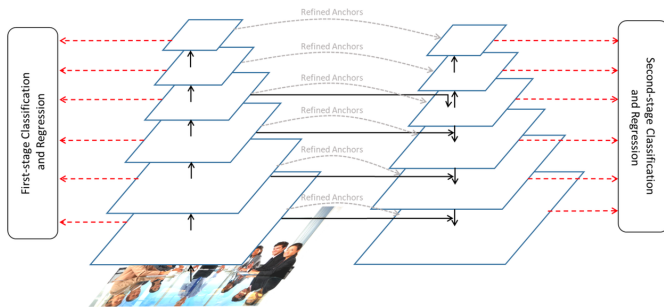 Refined Anchors
Refined Anchors
Refined Anchors
Refined Anchors
Refined Anchors
Refined Anchors
First-stage Classification
and Regression
Second-stage Classification
and Regression